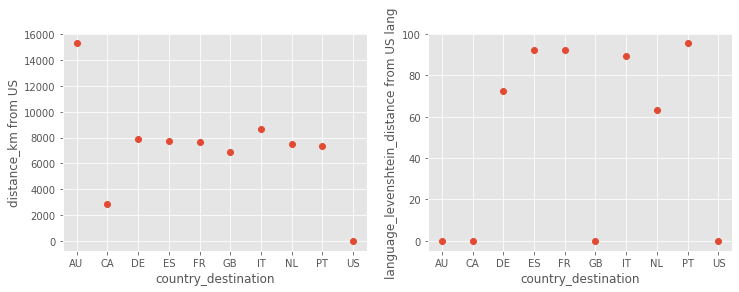 distance_km from US
16000
14000
12000
10000
8000
6000
4000
2000
0
AU CA DE ES FR GB IT NL PT US
country_destination
language_levenshtein_distance from US lang
100
80
60
40
20
0
AU CA DE ES FR GB IT NL PT US
country_destination